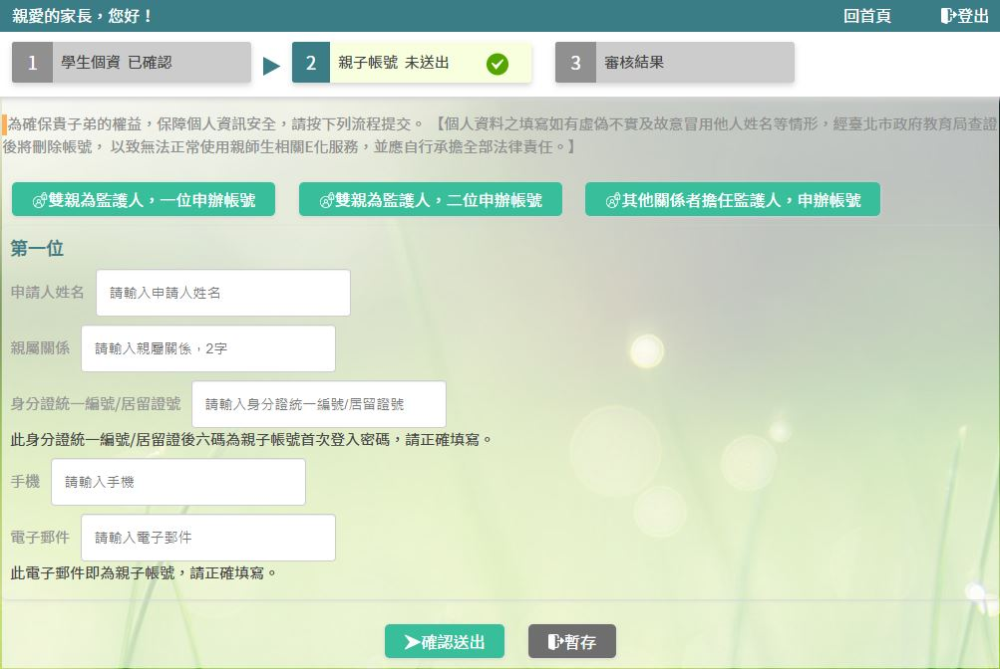 親愛的家長，您好！ 回首頁 登出
1 學生個資 已確認 2 親子帳號 未送出 3 審核結果
為確保貴子弟的權益，保障個人資訊安全，請按下列流程提交。【個人資料之填寫如有虛偽不實及故意冒用他人姓名等情形，經臺北市政府教育局查證
後將刪除帳號， 以致無法正常使用親師生相關E化服務，並應自行承擔全部法律責任。】
雙親為監護人，一位申辦帳號 雙親為監護人，二位申辦帳號 其他關係者擔任監護人，申辦帳號
第一位
申請人姓名 請輸入申請人姓名
親屬關係 請輸入親屬關係，2字
身分證統一編號/居留證號 請輸入身分證統一編號/居留證號
此身分證統一編號/居留證後六碼為親子帳號首次登入密碼，請正確填寫。
手機 請輸入手機
電子郵件 請輸入電子郵件
此電子郵件即為親子帳號，請正確填寫。
確認送出 暫存